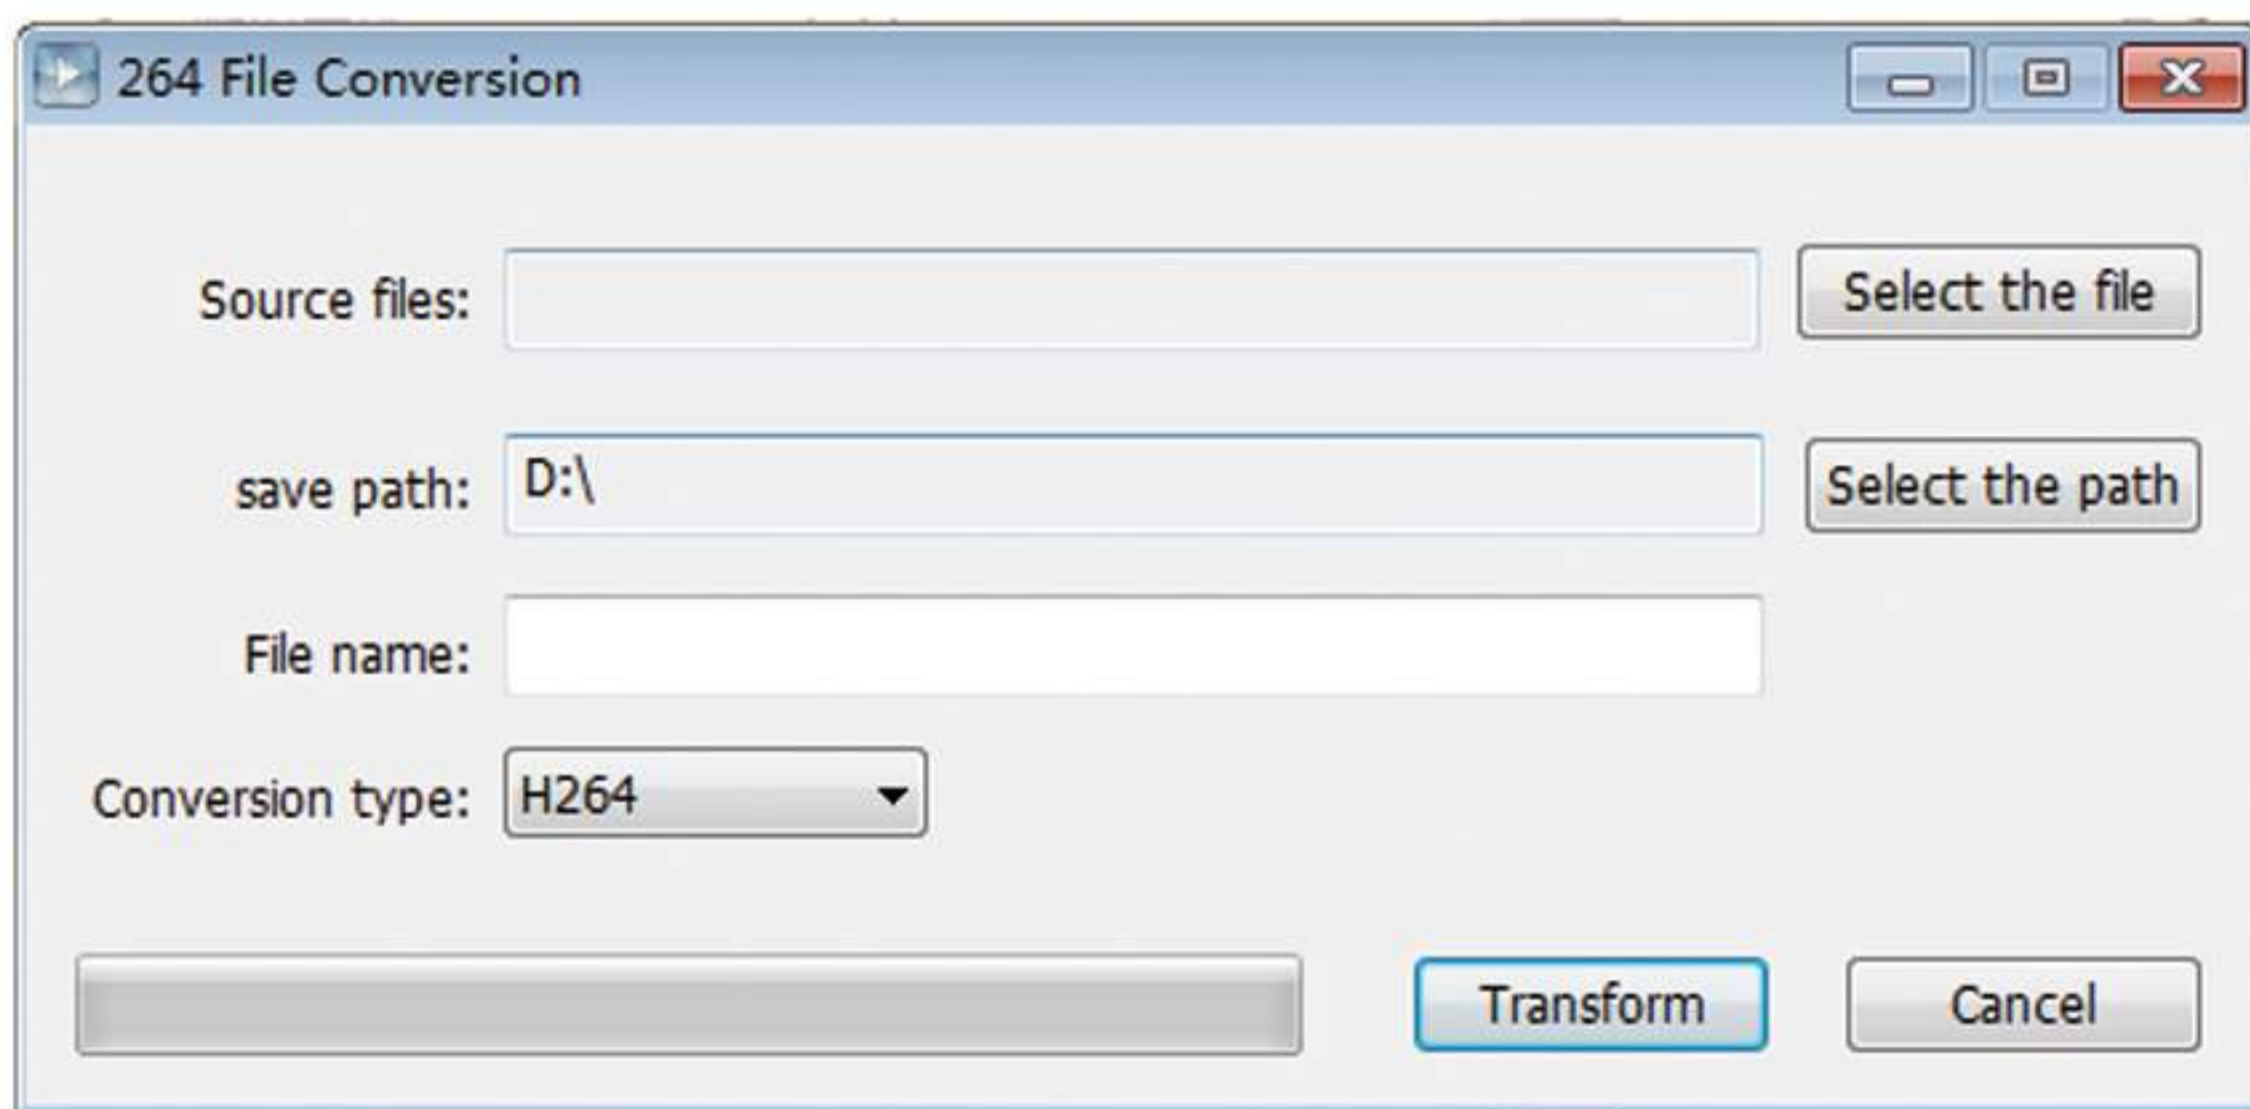 264 File Conversion
Source files:
Select the file
save path: D:\
Select the path
File name:
Conversion type: H264
Transform
Cancel